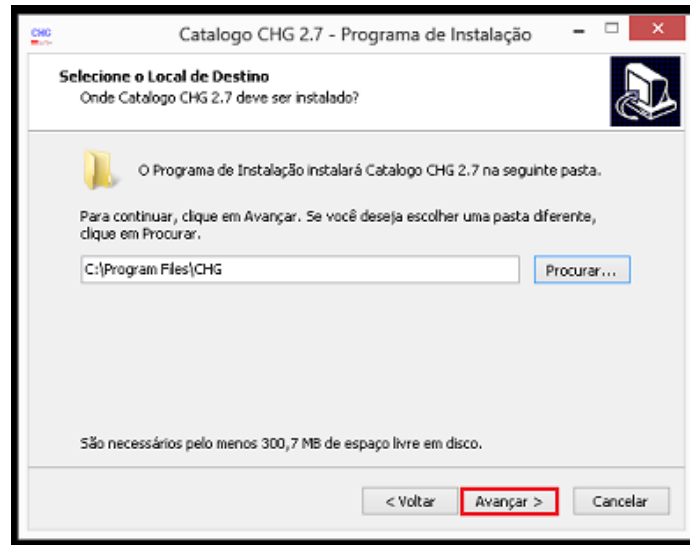 CHG
Catalogo CHG 2.7 - Programa de Instalação
Selecione o Local de Destino
Onde Catalogo CHG 2.7 deve ser instalado?
O Programa de Instalação instalará Catalogo CHG 2.7 na seguinte pasta.
Para continuar, clique em Avançar. Se você deseja escolher uma pasta diferente,
clique em Procurar.
C:\Program Files\CHG
Procurar...
São necessários pelo menos 300,7 MB de espaço livre em disco.
< Voltar
Avançar >
Cancelar